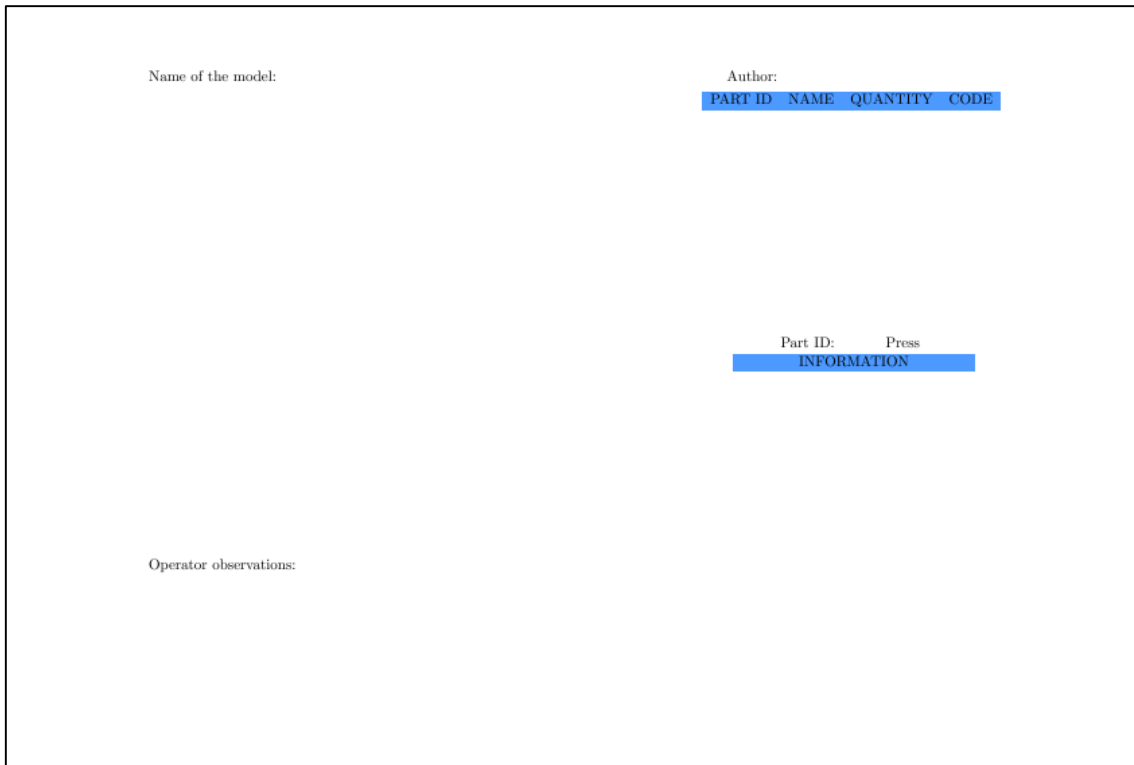 Name of the model:
Author:
PART ID NAME QUANTITY CODE
Part ID: Press
INFORMATION
Operator observations: